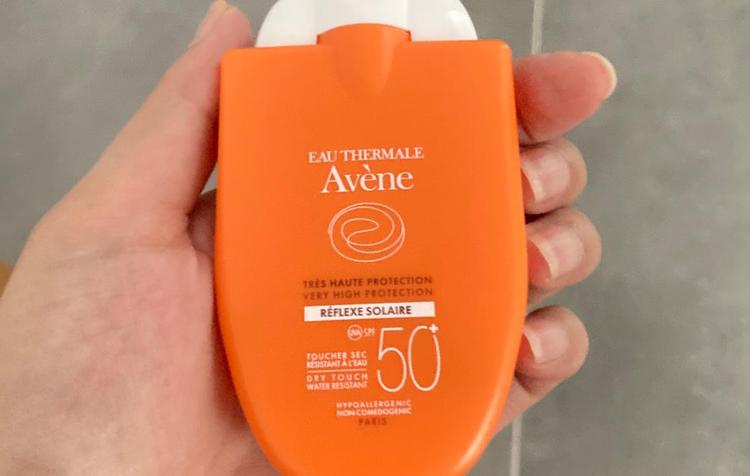 EAU THERMALE
Avène
TRÈS HAUTE PROTECTION
VERY HIGH PROTECTION
RÉFLEXE SOLAIRE
UVA SPF 50+
TOUCHER SEC
RÉSISTANT À L'EAU
DRY TOUCH
WATER RESISTANT
HYPOALLERGENIC
NON-COMEDOGENIC
PARIS